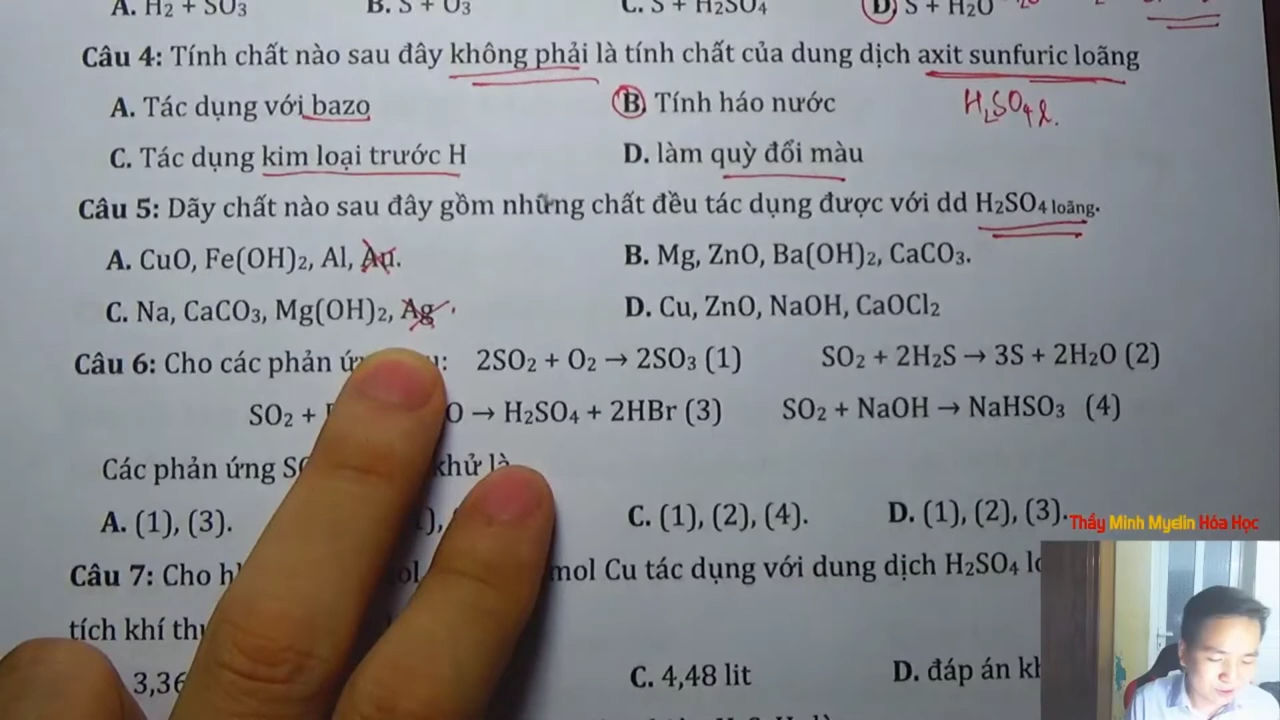 A. H₂ + SO₃ B. S + O₃ C. S + H₂SO₄ D. S + H₂O
Câu 4: Tính chất nào sau đây không phải là tính chất của dung dịch axit sunfuric loãng
A. Tác dụng với bazo B. Tính háo nước H₂SO₄ l.
C. Tác dụng kim loại trước H D. làm quỳ đổi màu
Câu 5: Dãy chất nào sau đây gồm những chất đều tác dụng được với dd H₂SO₄ loãng.
A. CuO, Fe(OH)₂, Al, Au. B. Mg, ZnO, Ba(OH)₂, CaCO₃.
C. Na, CaCO₃, Mg(OH)₂, Ag D. Cu, ZnO, NaOH, CaOCl₂
Câu 6: Cho các phản : 2SO₂ + O₂ → 2SO₃ (1) SO₂ + 2H₂S → 3S + 2H₂O (2)
SO₂ + O → H₂SO₄ + 2HBr (3) SO₂ + NaOH → NaHSO₃ (4)
Các phản ứng khử là
A. (1), (3). C. (1), (2), (4). D. (1), (2), (3).
Thầy Minh Myelin Hóa Học
Câu 7: Cho mol Cu tác dụng với dung dịch H₂SO₄
tích khí
3,36 C. 4,48 lit D. đáp án